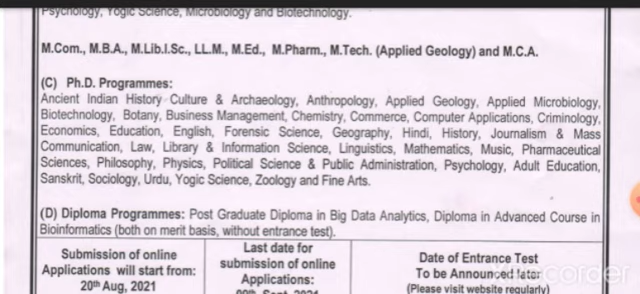 Psychology, Yogic Science, Microbiology and Biotechnology.
M.Com., M.B.A., M.Lib.I.Sc., LL.M., M.Ed., M.Pharm., M.Tech. (Applied Geology) and M.C.A.
(C) Ph.D. Programmes:
Ancient Indian History Culture & Archaeology, Anthropology, Applied Geology, Applied Microbiology,
Biotechnology, Botany, Business Management, Chemistry, Commerce, Computer Applications, Criminology,
Economics, Education, English, Forensic Science, Geography, Hindi, History, Journalism & Mass
Communication, Law, Library & Information Science, Linguistics, Mathematics, Music, Pharmaceutical
Sciences, Philosophy, Physics, Political Science & Public Administration, Psychology, Adult Education,
Sanskrit, Sociology, Urdu, Yogic Science, Zoology and Fine Arts.
(D) Diploma Programmes: Post Graduate Diploma in Big Data Analytics, Diploma in Advanced Course in
Bioinformatics (both on merit basis, without entrance test).
Submission of online
Applications will start from:
20th Aug, 2021
Last date for
submission of online
Applications:
Date of Entrance Test
To be Announced later
(Please visit website regularly)